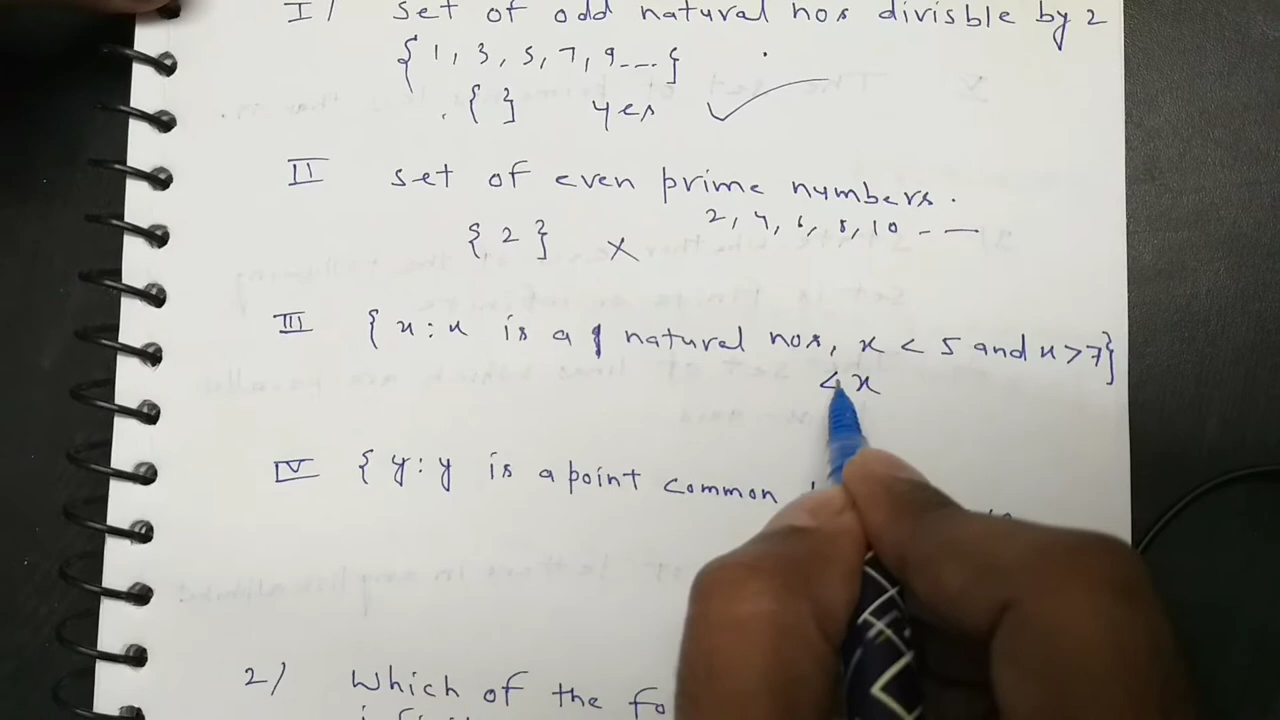 I) set of odd natural nos divisble by 2
{1, 3, 5, 7, 9---}
{ } yes
II set of even prime numbers.
{2} X 2, 4, 6, 8, 10 - —
III {x : x is a natural nos, x < 5 and x > 7}
< x
IV { y : y is a point common
2) Which of the